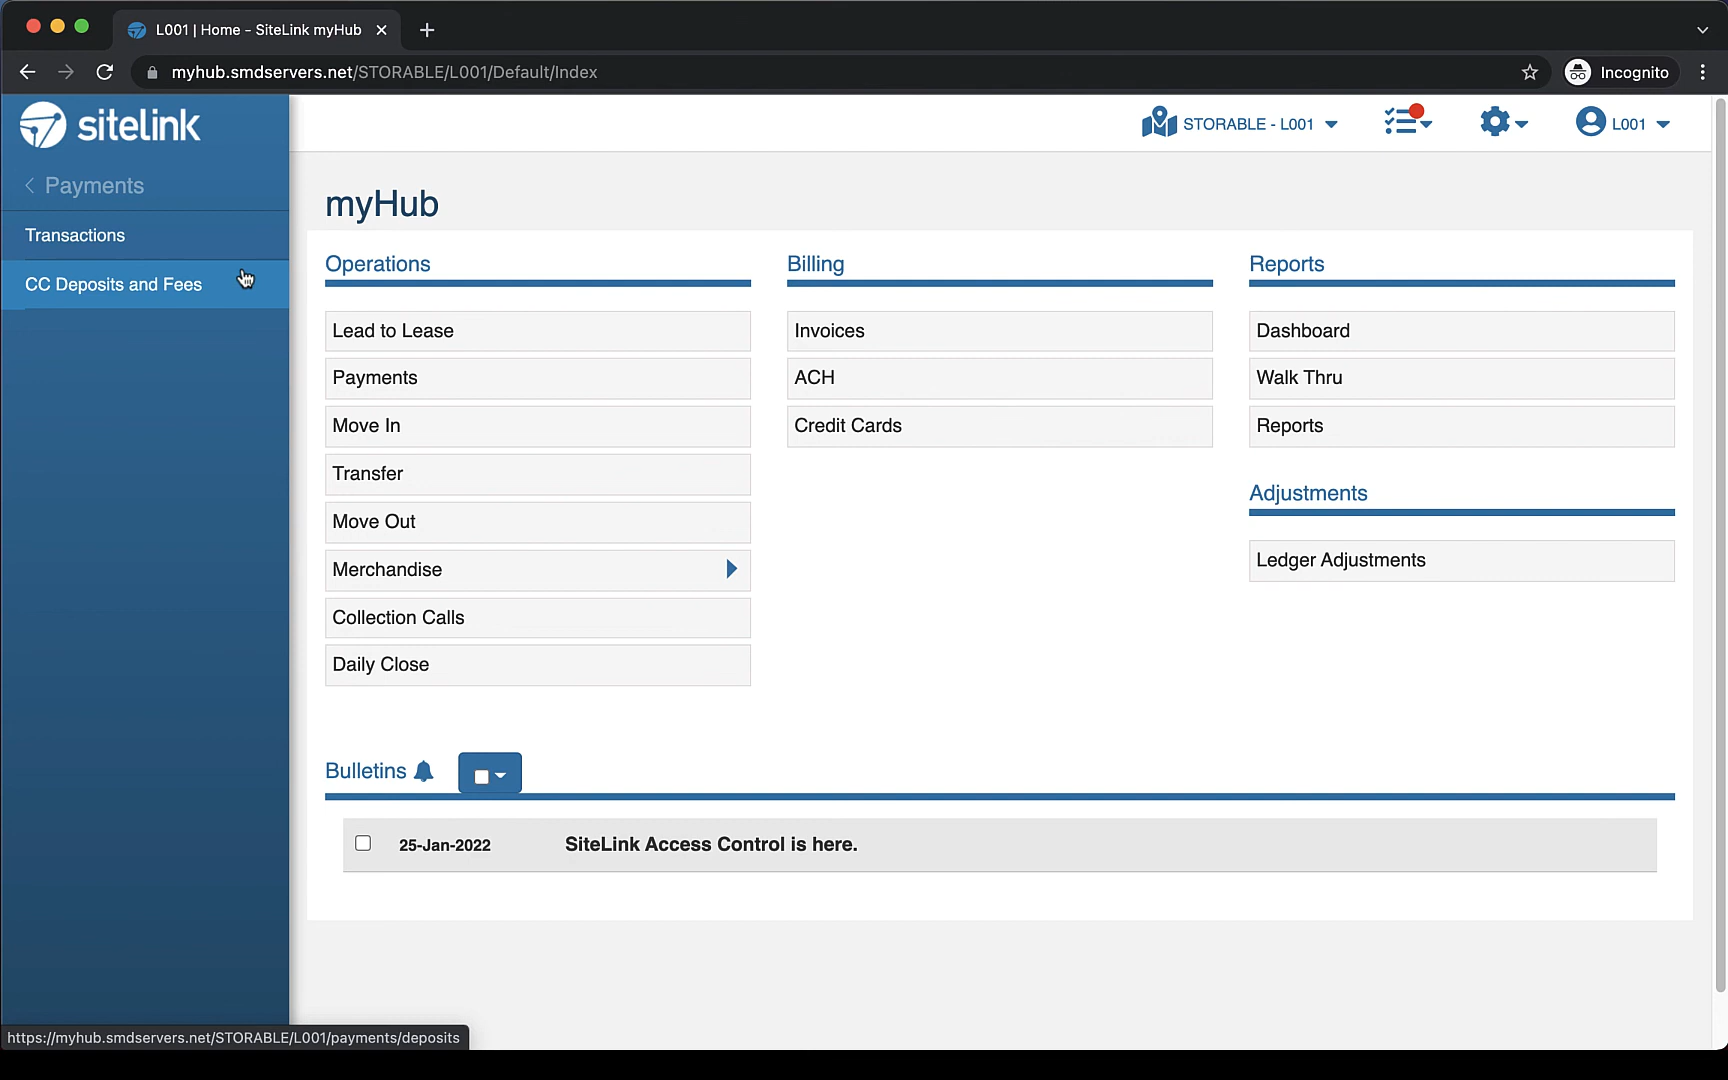 L001 | Home - SiteLink myHub
myhub.smdservers.net/STORABLE/L001/Default/Index
Incognito
sitelink
STORABLE - L001
L001
Payments
Transactions
CC Deposits and Fees
myHub
Operations
Lead to Lease
Payments
Move In
Transfer
Move Out
Merchandise
Collection Calls
Daily Close
Billing
Invoices
ACH
Credit Cards
Reports
Dashboard
Walk Thru
Reports
Adjustments
Ledger Adjustments
Bulletins
25-Jan-2022 SiteLink Access Control is here.
https://myhub.smdservers.net/STORABLE/L001/payments/deposits